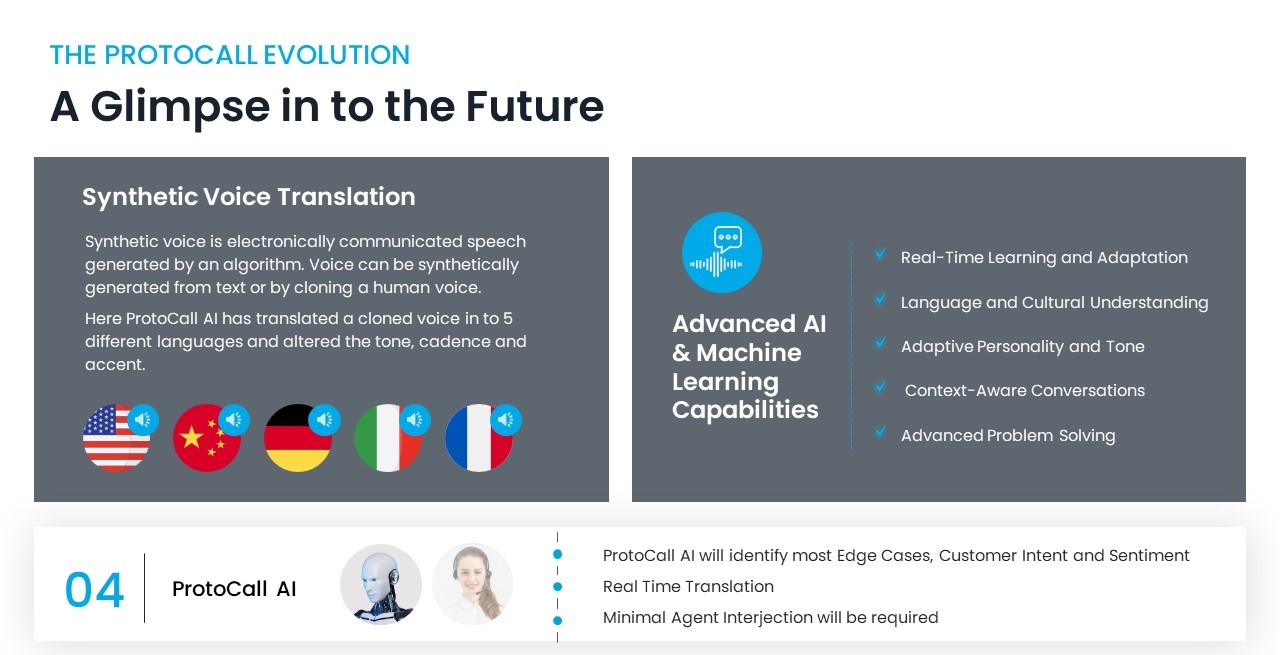 THE PROTOCALL EVOLUTION
A Glimpse in to the Future
Synthetic Voice Translation
Synthetic voice is electronically communicated speech
generated by an algorithm. Voice can be synthetically
generated from text or by cloning a human voice.
Here ProtoCall AI has translated a cloned voice in to 5
different languages and altered the tone, cadence and
accent.
Advanced AI
& Machine
Learning
Capabilities
Real-Time Learning and Adaptation
Language and Cultural Understanding
Adaptive Personality and Tone
Context-Aware Conversations
Advanced Problem Solving
04
ProtoCall AI
ProtoCall AI will identify most Edge Cases, Customer Intent and Sentiment
Real Time Translation
Minimal Agent Interjection will be required